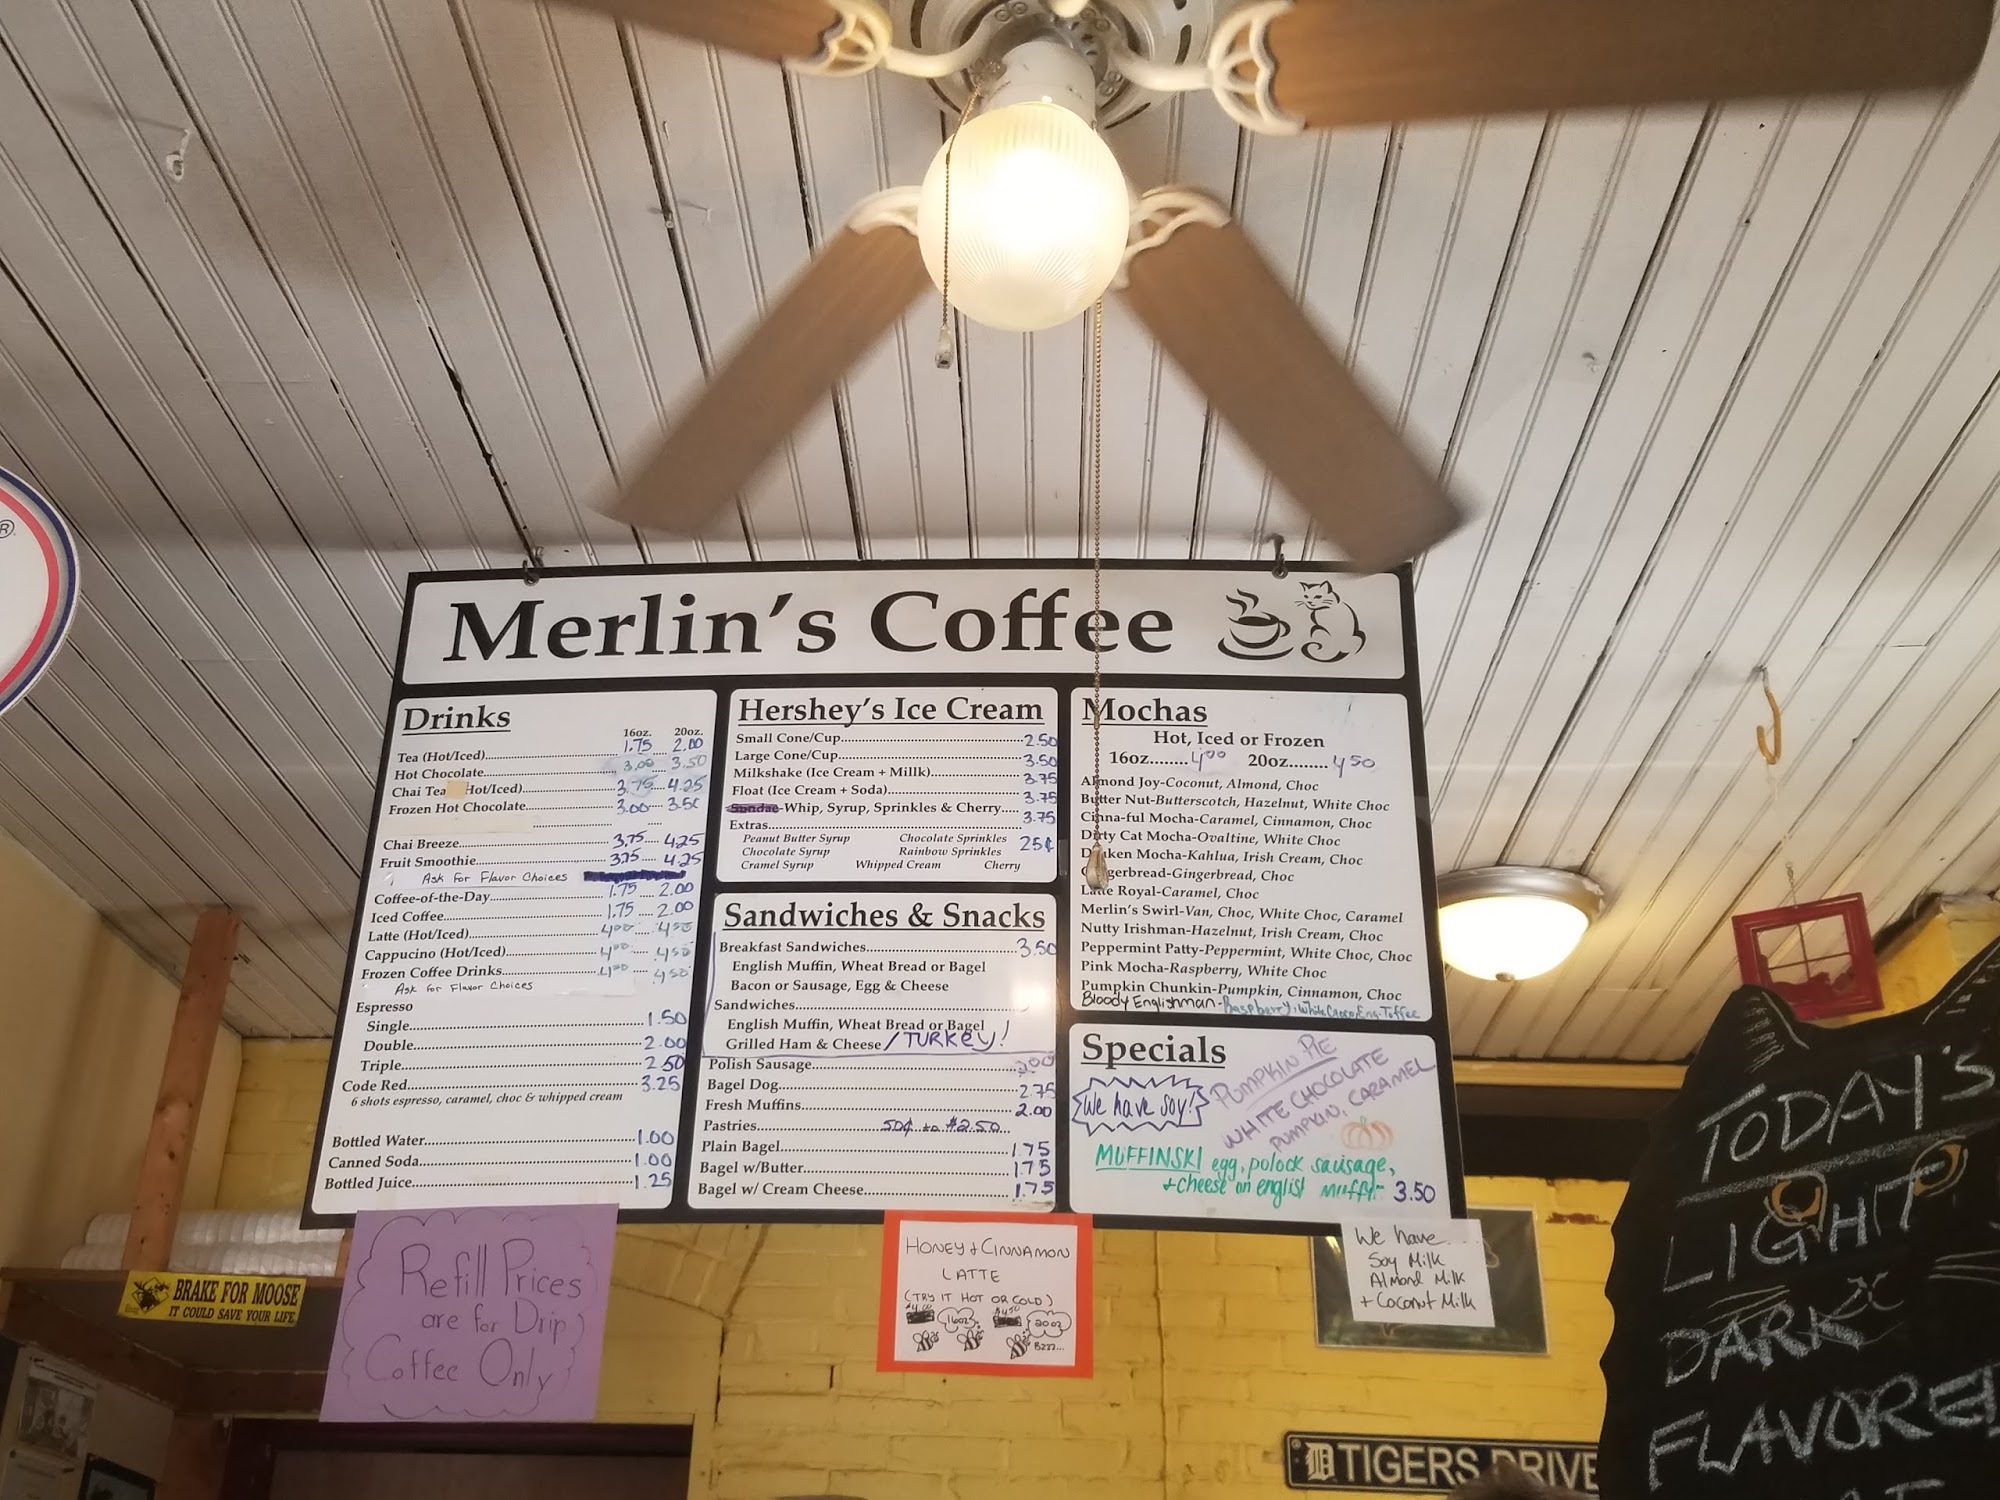 Merlin's Coffee
Drinks
16oz. 20oz.
Tea (Hot/Iced) 1.75 2.00
Hot Chocolate 3.00 3.50
Chai Tea Hot/Iced) 3.75 4.25
Frozen Hot Chocolate 3.00 3.50
Chai Breeze 3.75 4.25
Fruit Smoothie 3.75 4.25
Ask for Flavor Choices
Coffee-of-the-Day 1.75 2.00
Iced Coffee 1.75 2.00
Latte (Hot/Iced) 4.00 4.50
Cappucino (Hot/Iced) 4.00 4.50
Frozen Coffee Drinks 4.00 4.50
Ask for Flavor Choices
Espresso
Single 1.50
Double 2.00
Triple 2.50
Code Red 3.25
6 shots espresso, caramel, choc & whipped cream
Bottled Water 1.00
Canned Soda 1.00
Bottled Juice 1.25
Hershey's Ice Cream
Small Cone/Cup 2.50
Large Cone/Cup 3.50
Milkshake (Ice Cream + Millk) 3.75
Float (Ice Cream + Soda) 3.75
Sundae-Whip, Syrup, Sprinkles & Cherry 3.75
Extras 25¢
Peanut Butter Syrup Chocolate Sprinkles
Chocolate Syrup Rainbow Sprinkles
Cramel Syrup Whipped Cream Cherry
Sandwiches & Snacks
Breakfast Sandwiches 3.50
English Muffin, Wheat Bread or Bagel
Bacon or Sausage, Egg & Cheese
Sandwiches
English Muffin, Wheat Bread or Bagel
Grilled Ham & Cheese / TURKEY!
Polish Sausage 2.00
Bagel Dog 2.75
Fresh Muffins 2.00
Pastries 50¢ to $2.50
Plain Bagel 1.75
Bagel w/Butter 1.75
Bagel w/ Cream Cheese 1.75
Mochas
Hot, Iced or Frozen
16oz. 4.00 20oz. 4.50
Almond Joy-Coconut, Almond, Choc
Butter Nut-Butterscotch, Hazelnut, White Choc
Cinna-ful Mocha-Caramel, Cinnamon, Choc
Dirty Cat Mocha-Ovaltine, White Choc
Drunken Mocha-Kahlua, Irish Cream, Choc
Gingerbread-Gingerbread, Choc
Latte Royal-Caramel, Choc
Merlin's Swirl-Van, Choc, White Choc, Caramel
Nutty Irishman-Hazelnut, Irish Cream, Choc
Peppermint Patty-Peppermint, White Choc, Choc
Pink Mocha-Raspberry, White Choc
Pumpkin Chunkin-Pumpkin, Cinnamon, Choc
Bloody Englishman-Raspberry, White Choco, Eng. Toffee
Specials
We have soy!
PUMPKIN PIE
WHITE CHOCOLATE
PUMPKIN, CARAMEL
MUFFINSKI egg, polock sausage,
+ cheese on english muffin 3.50
Refill Prices
are for Drip
Coffee Only
BRAKE FOR MOOSE
IT COULD SAVE YOUR LIFE
HONEY & CINNAMON
LATTE
(TRY IT HOT OR COLD)
$4.00 16oz. $4.50 20oz
Bzzz...
We have
Soy Milk
Almond Milk
+ Coconut Milk
D TIGERS DRIVE
TODAY'S
LIGHT
DARK
FLAVORED
®